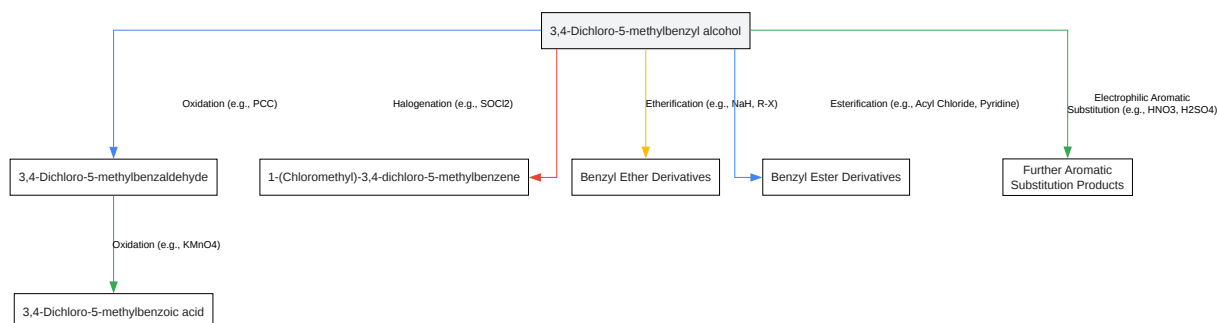 3,4-Dichloro-5-methylbenzyl alcohol
Oxidation (e.g., PCC)
Halogenation (e.g., SOCl2)
Etherification (e.g., NaH, R-X)
Esterification (e.g., Acyl Chloride, Pyridine)
Electrophilic Aromatic
Substitution (e.g., HNO3, H2SO4)
3,4-Dichloro-5-methylbenzaldehyde
1-(Chloromethyl)-3,4-dichloro-5-methylbenzene
Benzyl Ether Derivatives
Benzyl Ester Derivatives
Further Aromatic
Substitution Products
Oxidation (e.g., KMnO4)
3,4-Dichloro-5-methylbenzoic acid